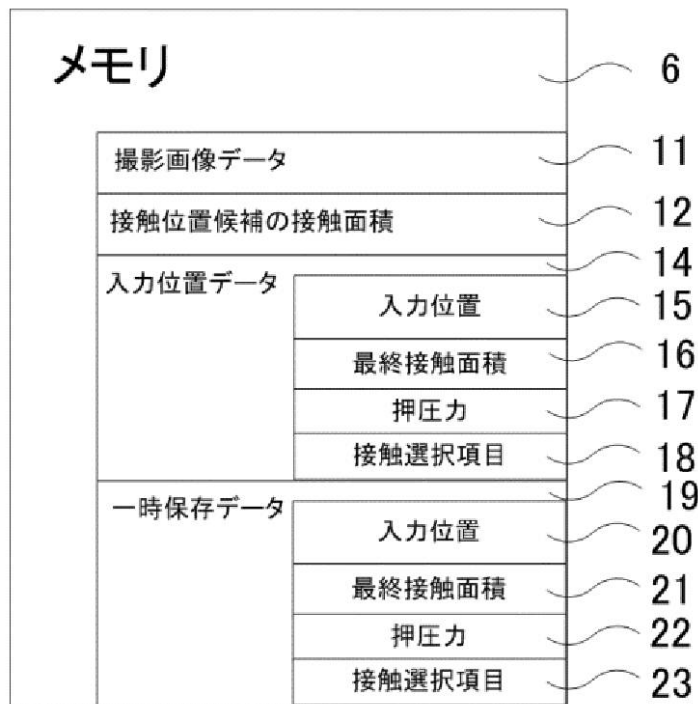 メモリ 6
撮影画像データ 11
接触位置候補の接触面積 12
14
入力位置データ
入力位置 15
最終接触面積 16
押圧力 17
接触選択項目 18
19
一時保存データ
入力位置 20
最終接触面積 21
押圧力 22
接触選択項目 23